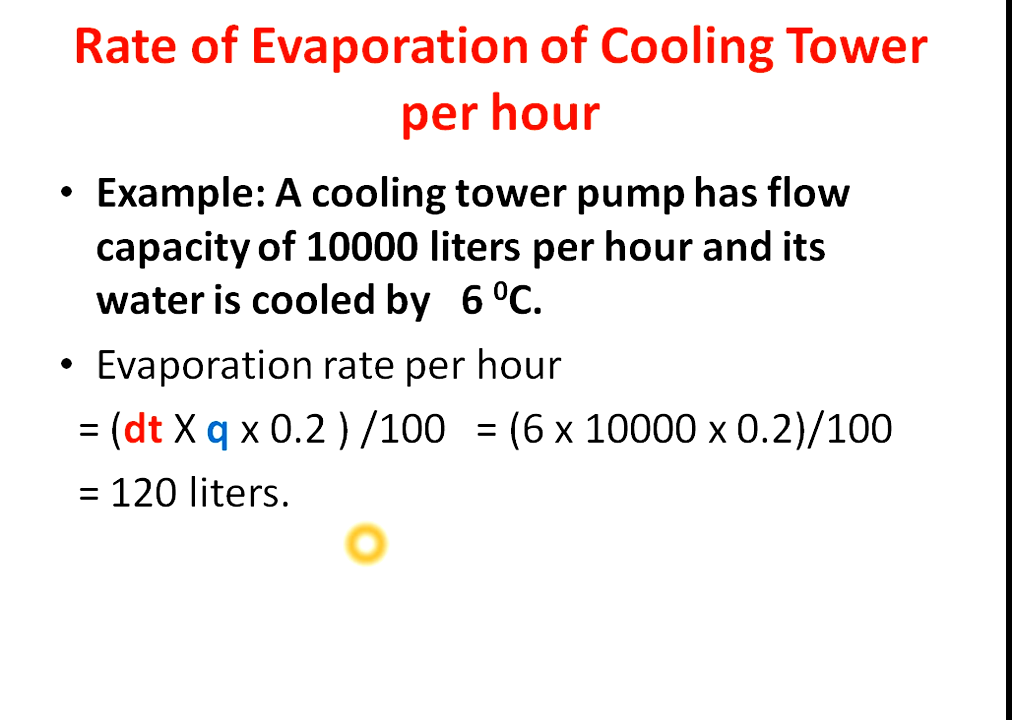 Rate of Evaporation of Cooling Tower
per hour
• Example: A cooling tower pump has flow
capacity of 10000 liters per hour and its
water is cooled by 6 ⁰C.
• Evaporation rate per hour
= (dt X q x 0.2 ) /100 = (6 x 10000 x 0.2)/100
= 120 liters.